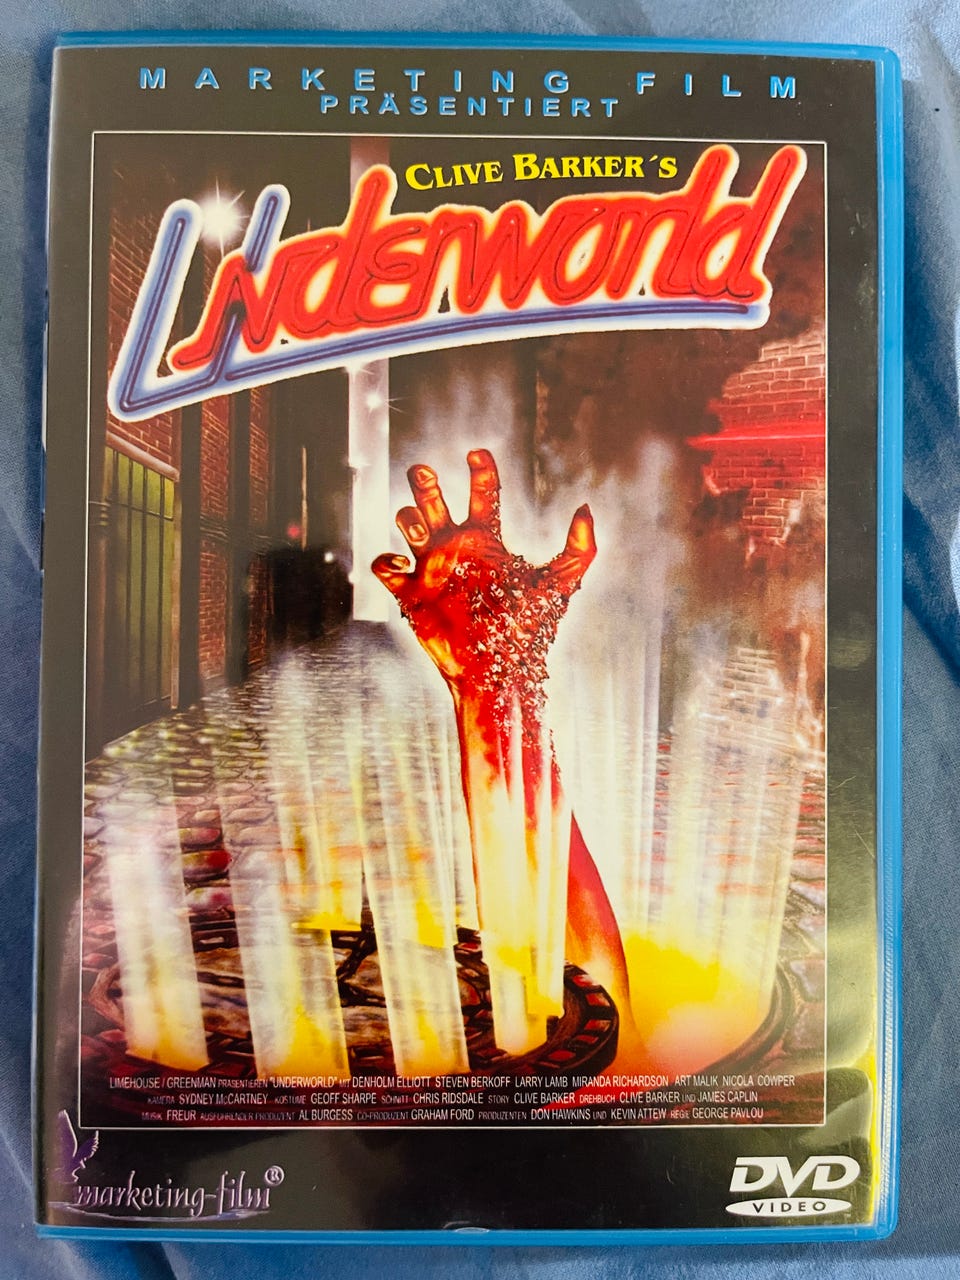 MARKETING FILM
PRÄSENTIERT
CLIVE BARKER´S
Underworld
LIMEHOUSE / GREENMAN PRÄSENTIEREN "UNDERWORLD" MIT DENHOLM ELLIOTT STEVEN BERKOFF LARRY LAMB MIRANDA RICHARDSON ART MALIK NICOLA COWPER
KAMERA SYDNEY McCARTNEY KOSTÜME GEOFF SHARPE SCHNITT CHRIS RIDSDALE STORY CLIVE BARKER DREHBUCH CLIVE BARKER UND JAMES CAPLIN
MUSIK FREUR AUSFÜHRENDER PRODUZENT AL BURGESS CO-PRODUZENT GRAHAM FORD PRODUZENTEN DON HAWKINS UND KEVIN ATTEW REGIE GEORGE PAVLOU
marketing-film®
DVD
VIDEO